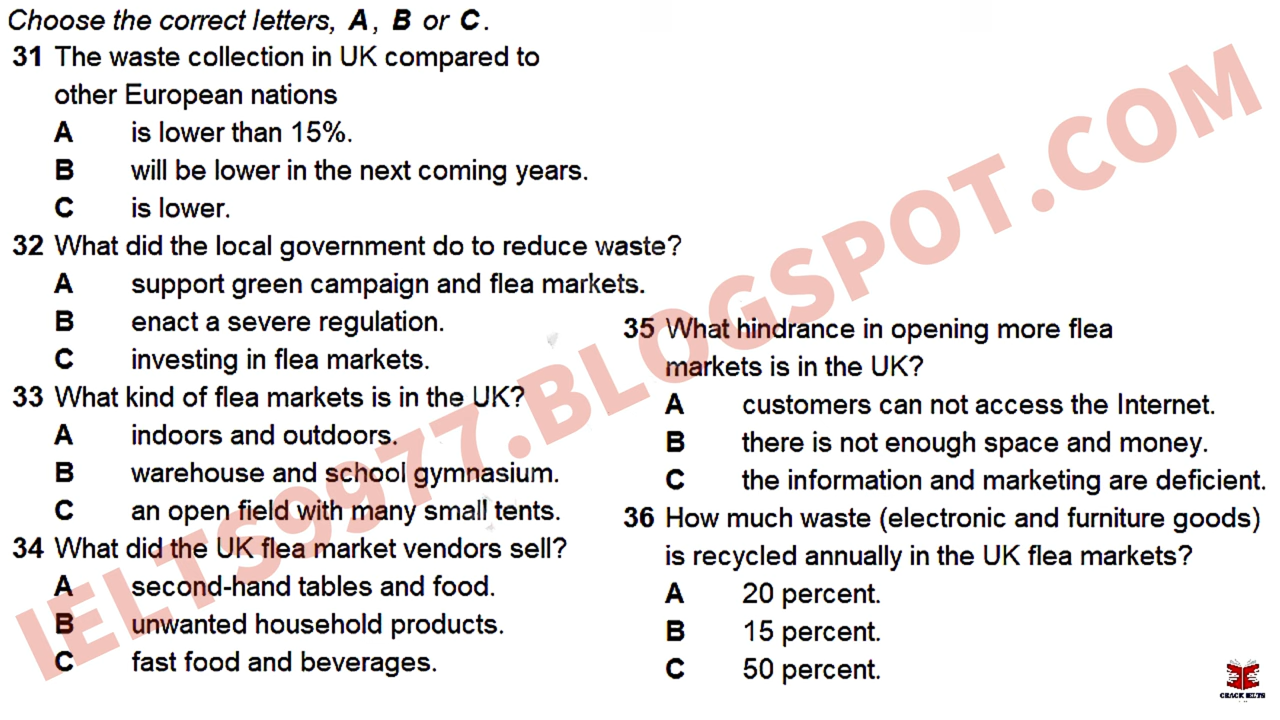 Choose the correct letters, A, B or C.
31 The waste collection in UK compared to
other European nations
A is lower than 15%.
B will be lower in the next coming years.
C is lower.
32 What did the local government do to reduce waste?
A support green campaign and flea markets.
B enact a severe regulation.
C investing in flea markets.
33 What kind of flea markets is in the UK?
A indoors and outdoors.
B warehouse and school gymnasium.
C an open field with many small tents.
34 What did the UK flea market vendors sell?
A second-hand tables and food.
B unwanted household products.
C fast food and beverages.
35 What hindrance in opening more flea
markets is in the UK?
A customers can not access the Internet.
B there is not enough space and money.
C the information and marketing are deficient.
36 How much waste (electronic and furniture goods)
is recycled annually in the UK flea markets?
A 20 percent.
B 15 percent.
C 50 percent.
IELTS9977.BLOGSPOT.COM
CRACK IELTS